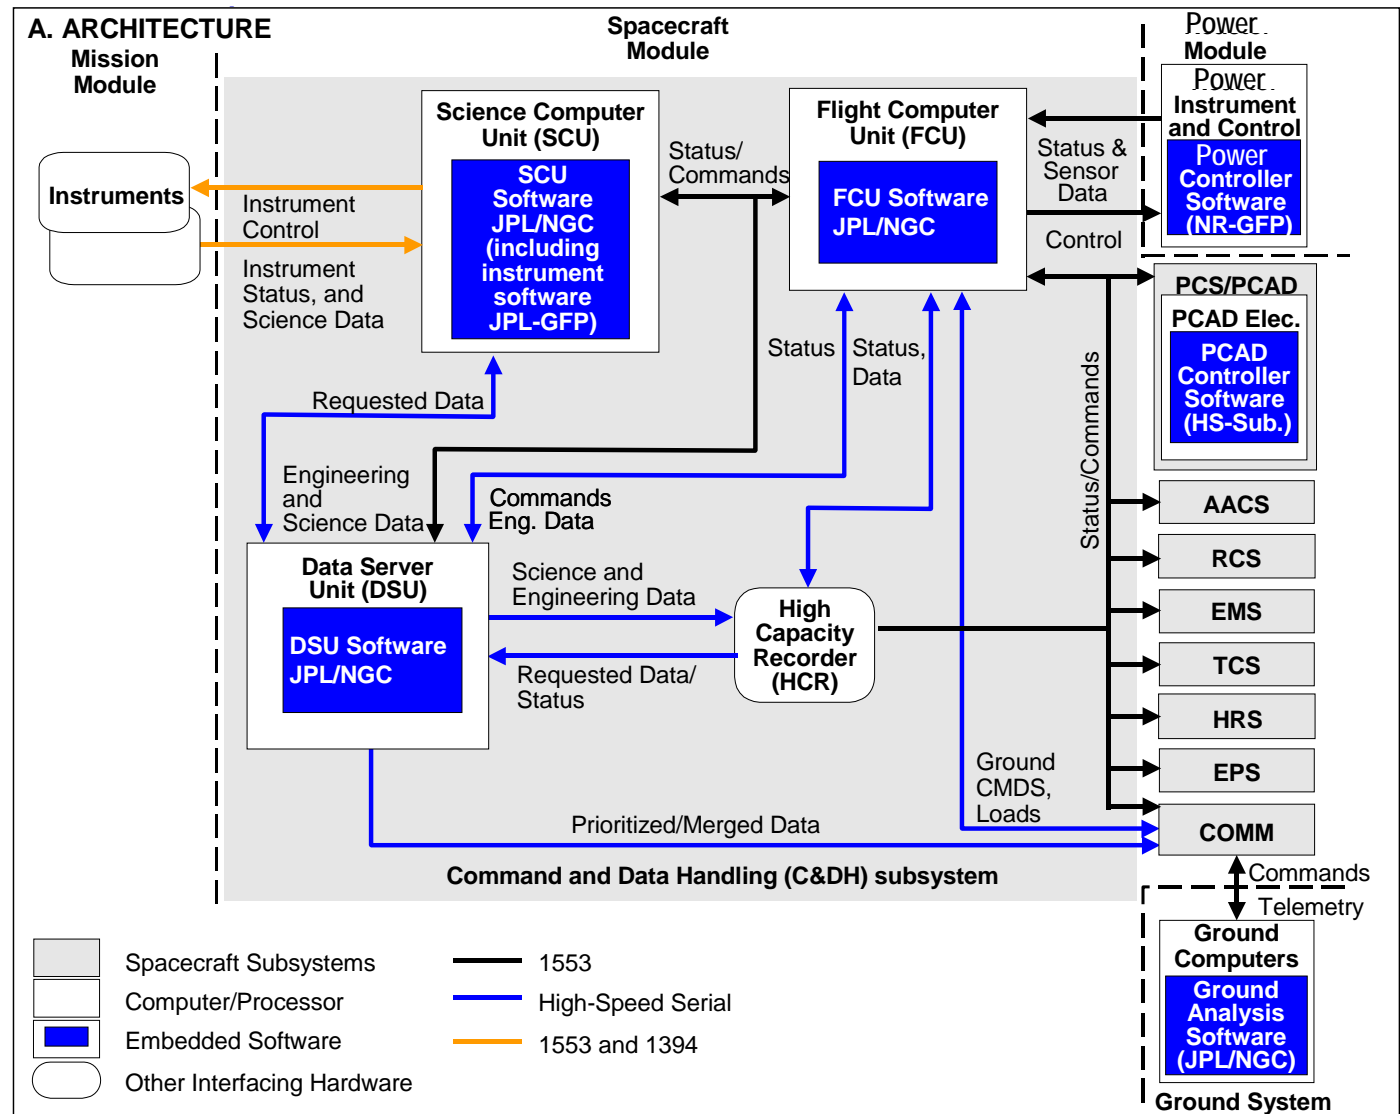 A. ARCHITECTURE
Mission
Module
Spacecraft
Module
Power
Module
Instruments
Instrument
Control
Instrument
Status, and
Science Data
Science Computer
Unit (SCU)
SCU
Software
JPL/NGC
(including
instrument
software
JPL-GFP)
Status/
Commands
Flight Computer
Unit (FCU)
FCU Software
JPL/NGC
Status &
Sensor
Data
Control
Power
Instrument
and Control
Power
Controller
Software
(NR-GFP)
PCS/PCAD
PCAD Elec.
PCAD
Controller
Software
(HS-Sub.)
Requested Data
Status
Status,
Data
Status/Commands
Engineering
and
Science Data
Commands
Eng. Data
Data Server
Unit (DSU)
DSU Software
JPL/NGC
Science and
Engineering Data
Requested Data/
Status
High
Capacity
Recorder
(HCR)
AACS
RCS
EMS
TCS
HRS
EPS
COMM
Ground
CMDS,
Loads
Prioritized/Merged Data
Command and Data Handling (C&DH) subsystem
Commands
Telemetry
Ground
Computers
Ground
Analysis
Software
(JPL/NGC)
Ground System
Spacecraft Subsystems
Computer/Processor
Embedded Software
Other Interfacing Hardware
1553
High-Speed Serial
1553 and 1394